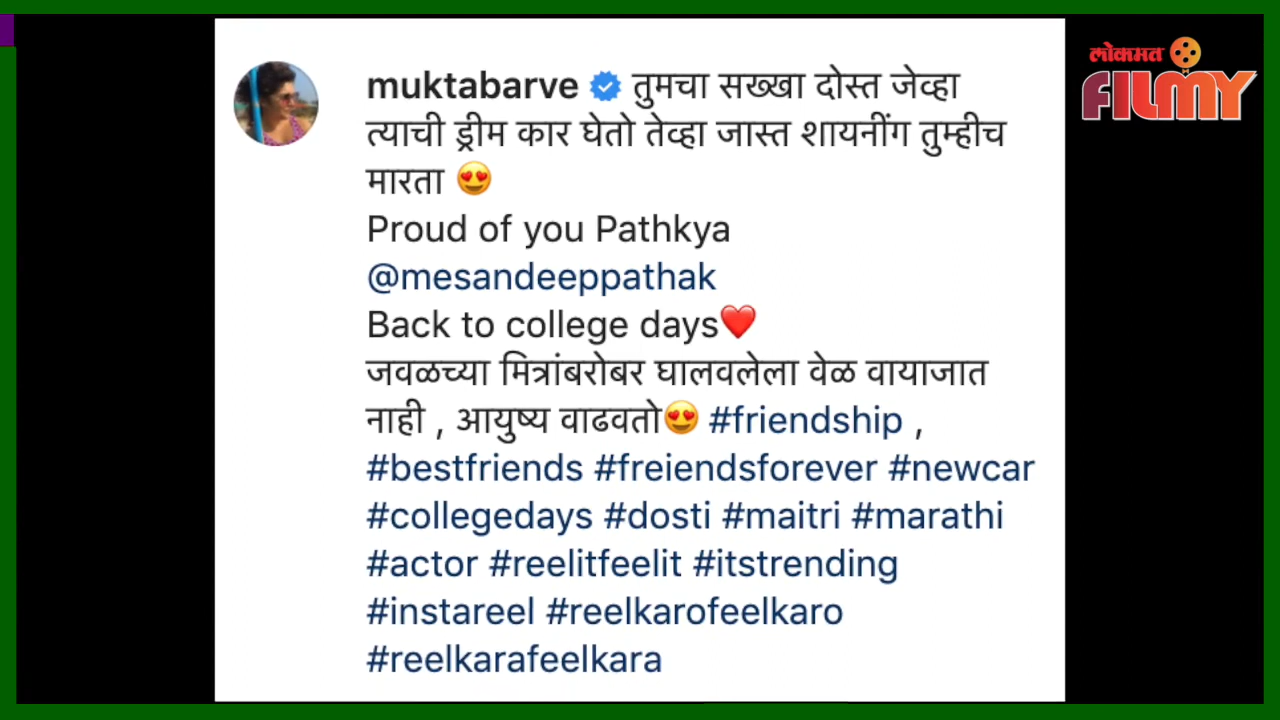 muktabarve तुमचा सख्खा दोस्त जेव्हा
त्याची ड्रीम कार घेतो तेव्हा जास्त शायनींग तुम्हीच
मारता 😍
Proud of you Pathkya
@mesandeeppathak
Back to college days❤️
जवळच्या मित्रांबरोबर घालवलेला वेळ वायाजात
नाही , आयुष्य वाढवतो😍 #friendship ,
#bestfriends #freiendsforever #newcar
#collegedays #dosti #maitri #marathi
#actor #reelitfeelit #itstrending
#instareel #reelkarofeelkaro
#reelkarafeelkara
लोकमत
FILMY